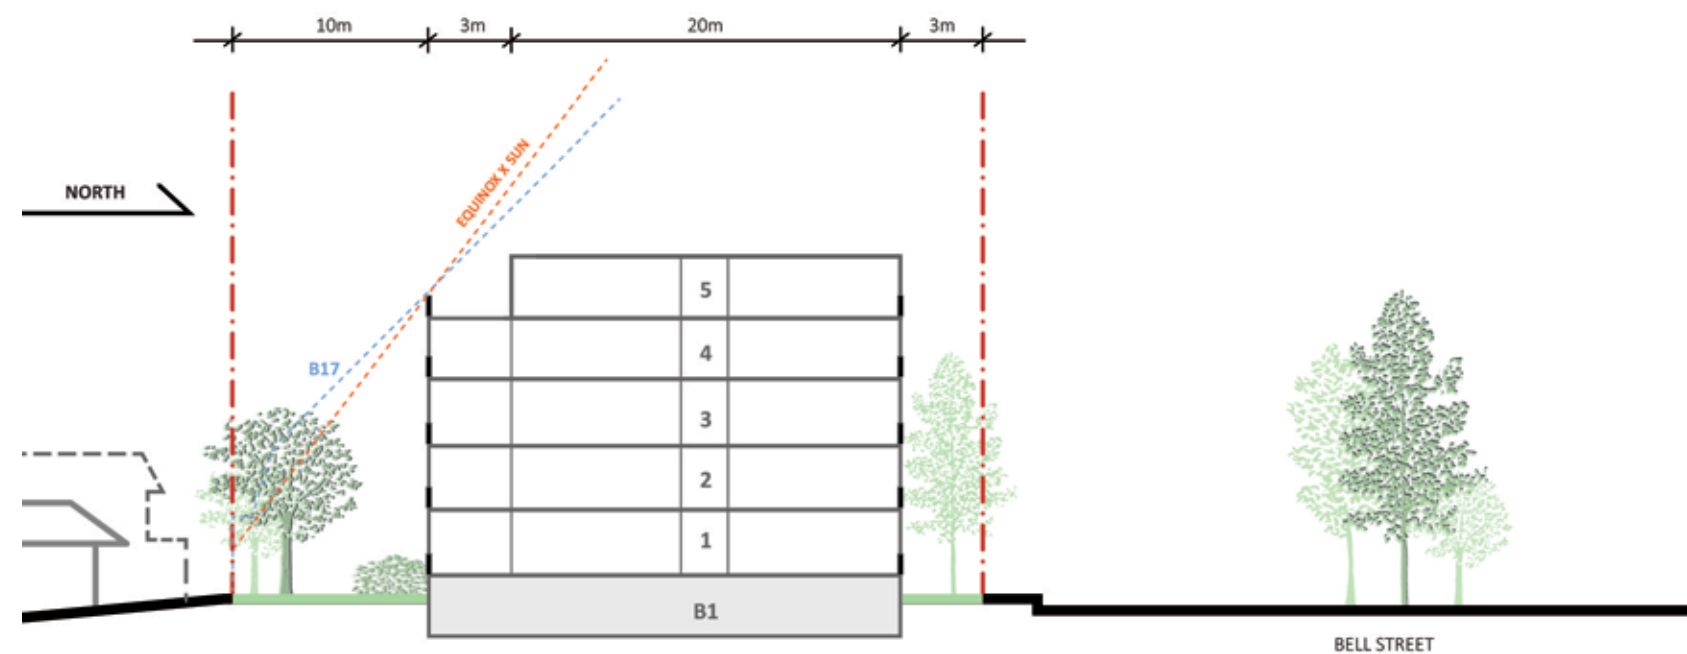 10m 3m 20m 3m
EQUINOX X SUN
NORTH
B17
5
4
3
2
1
B1
BELL STREET